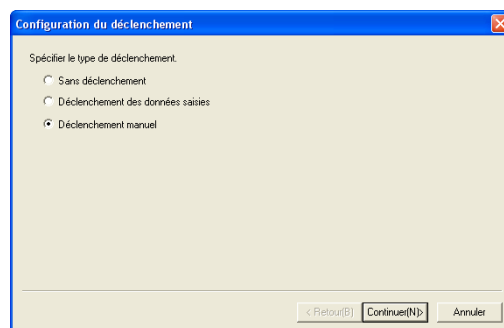 Configuration du déclenchement
Spécifier le type de déclenchement.
Sans déclenchement
Déclenchement des données saisies
Déclenchement manuel
< Retour(B)
Continuer(N)>
Annuler